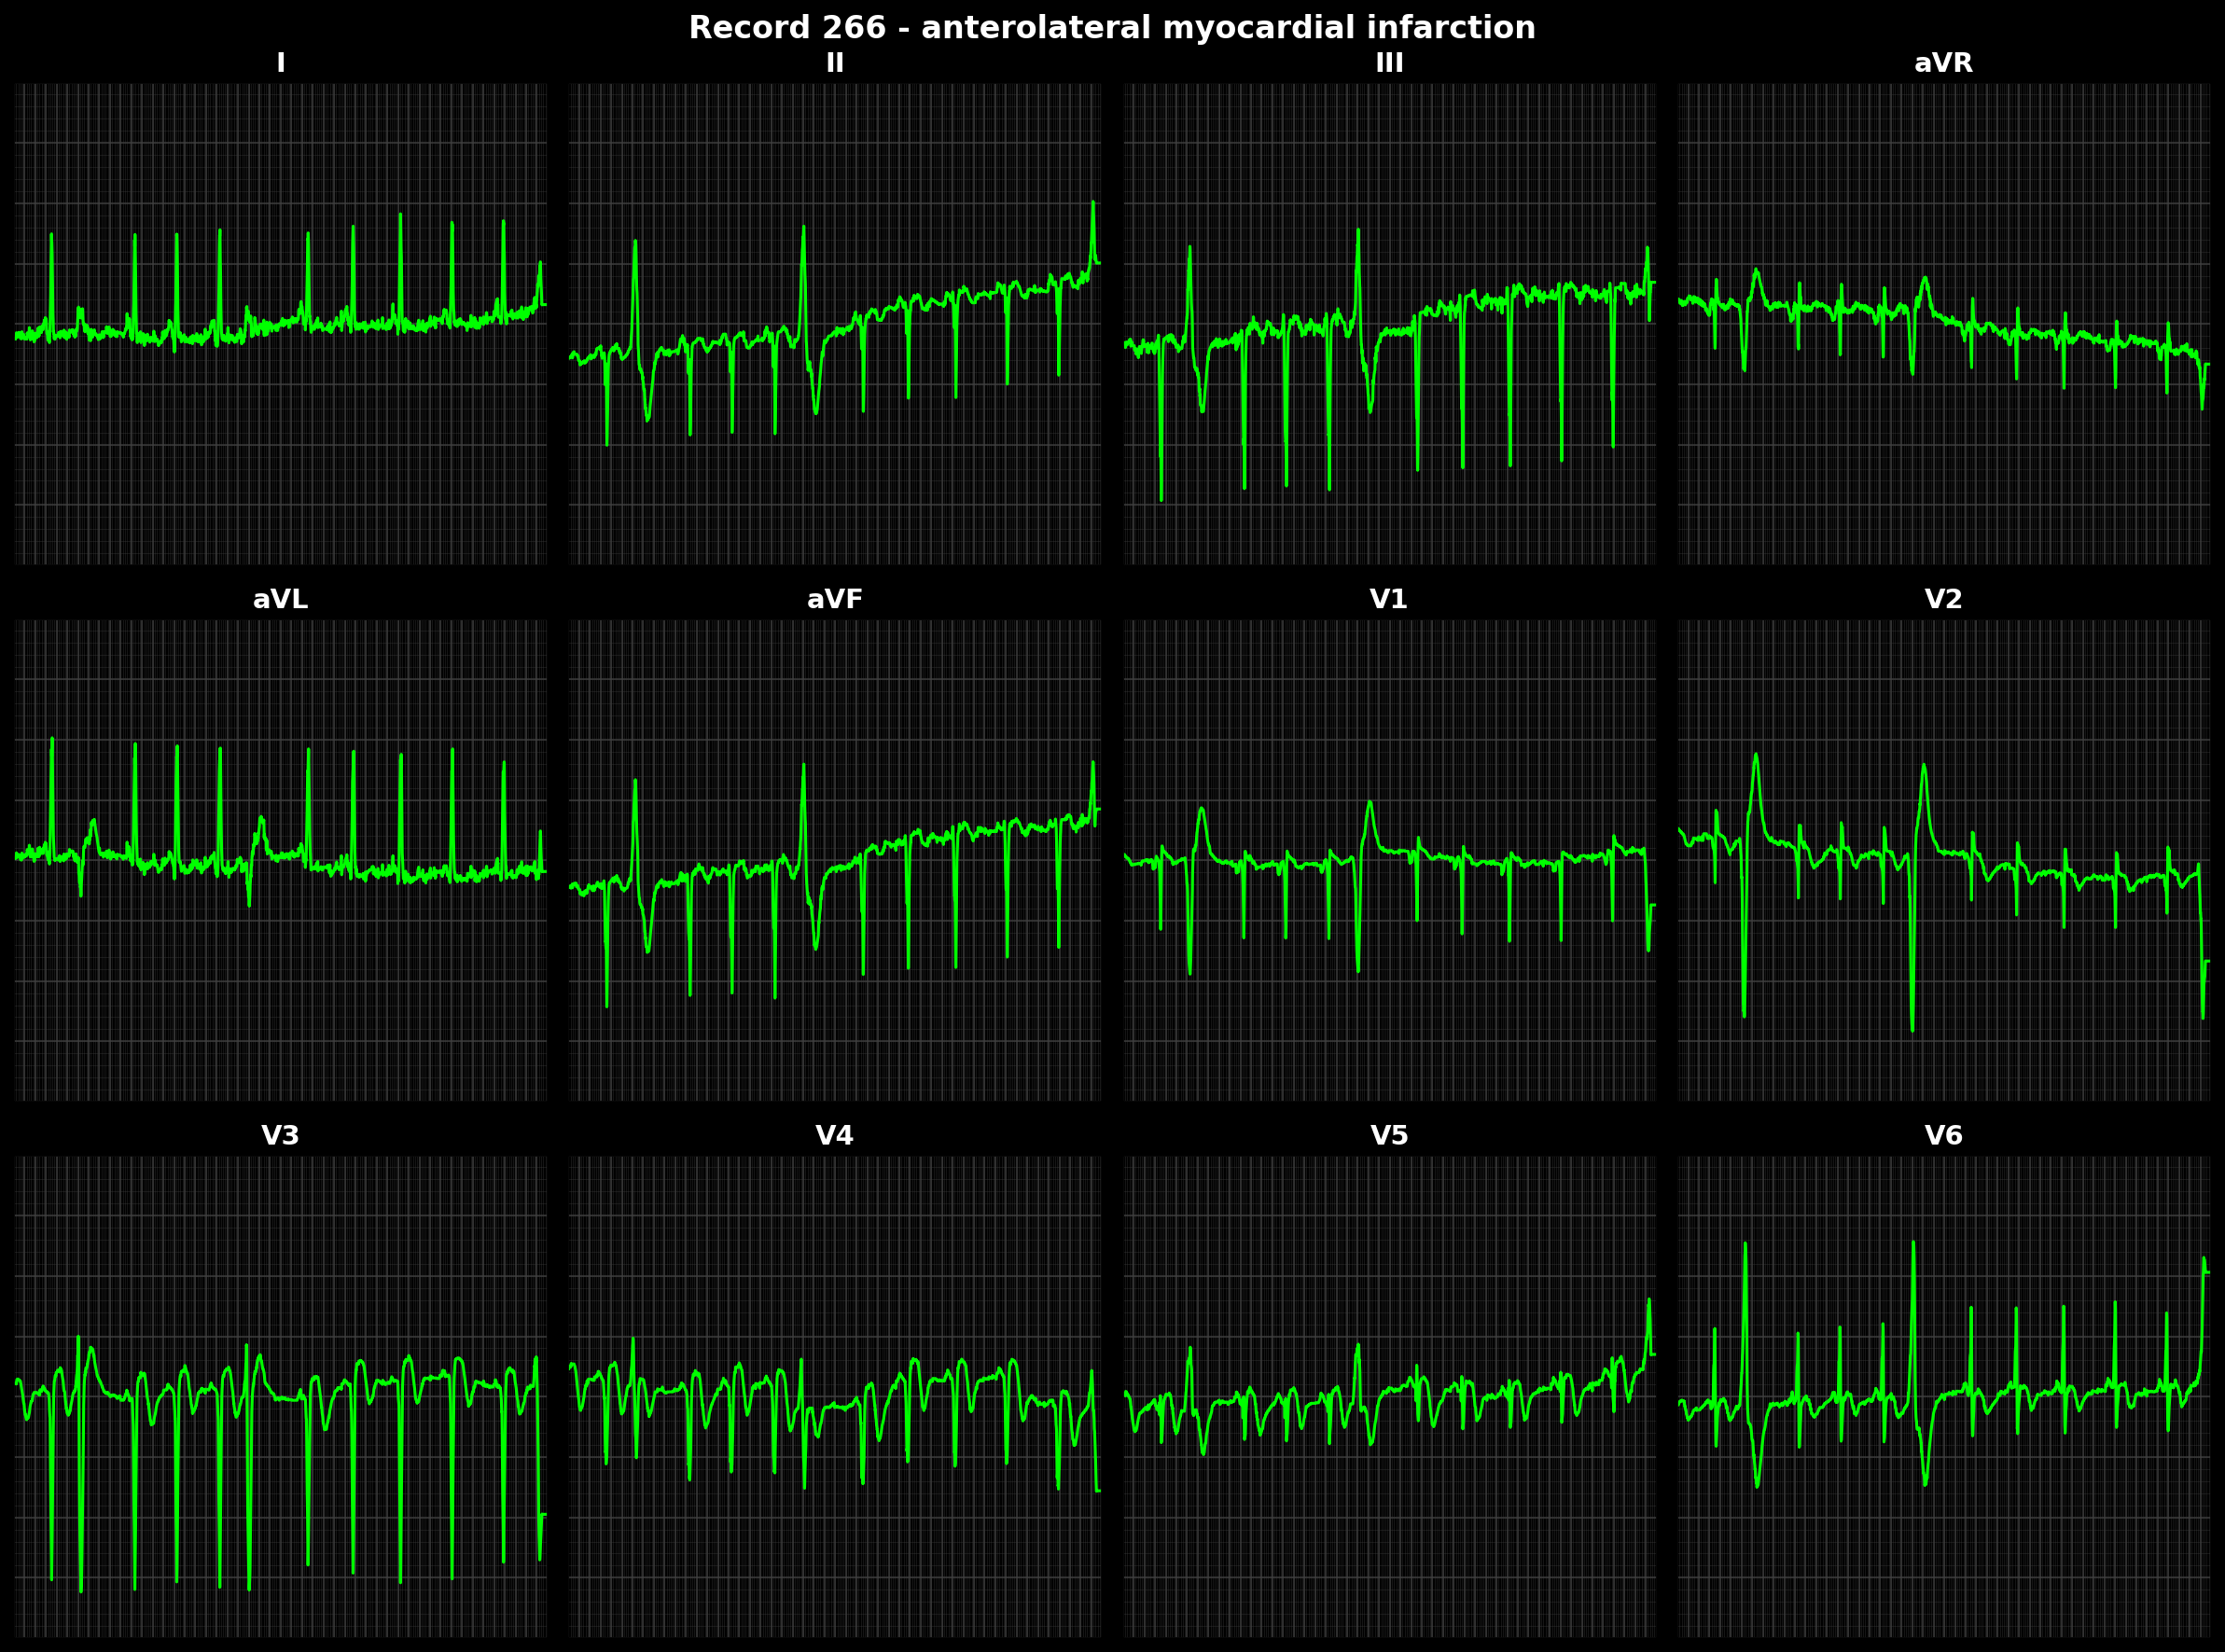 Record 266 - anterolateral myocardial infarction
I II III aVR
aVL aVF V1 V2
V3 V4 V5 V6